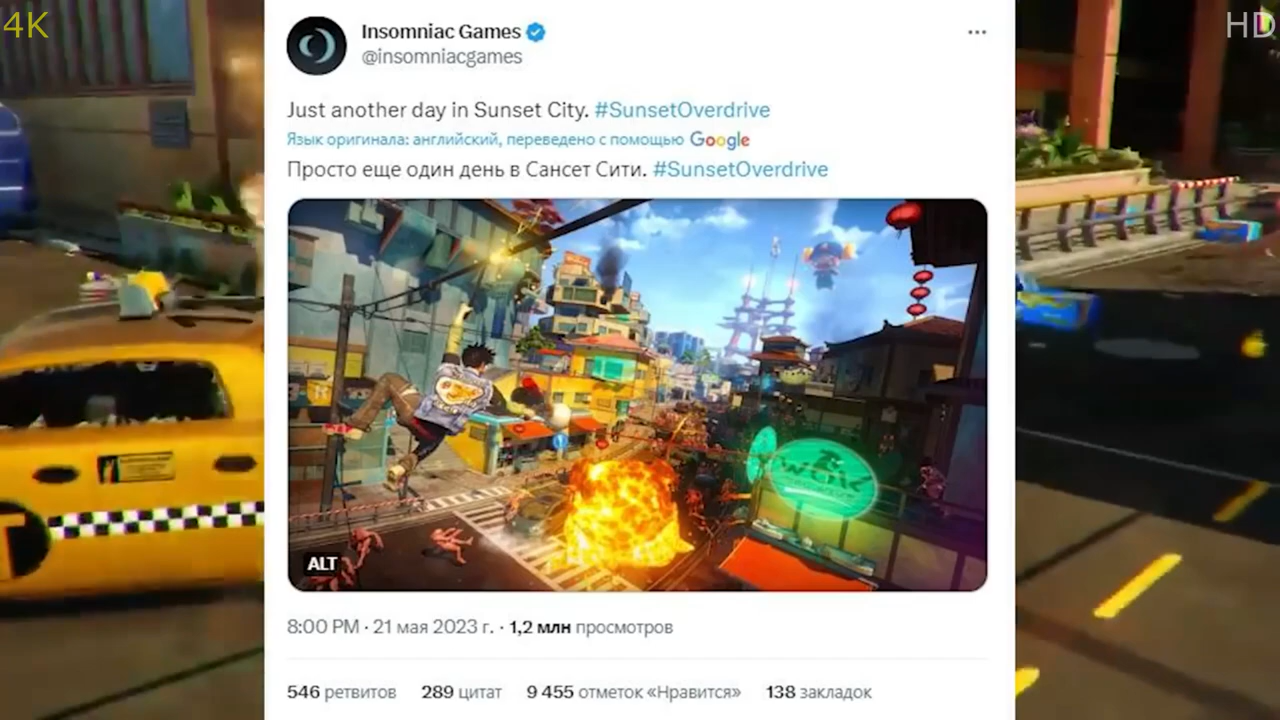 4K
HD
Insomniac Games
@insomniacgames
Just another day in Sunset City. #SunsetOverdrive
Язык оригинала: английский, переведено с помощью Google
Просто еще один день в Сансет Сити. #SunsetOverdrive
ALT
8:00 PM · 21 мая 2023 г. · 1,2 млн просмотров
546 ретвитов 289 цитат 9 455 отметок «Нравится» 138 закладок